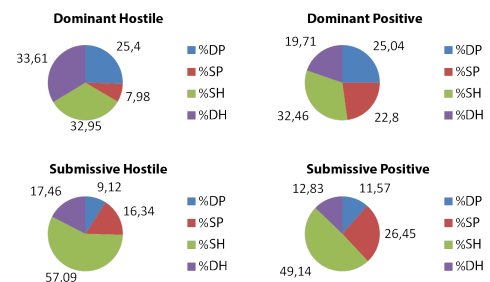 Dominant Hostile
33,61
25,4
7,98
32,95
%DP
%SP
%SH
%DH
Dominant Positive
19,71
25,04
32,46
22,8
%DP
%SP
%SH
%DH
Submissive Hostile
17,46
9,12
16,34
57.09
%DP
%SP
%SH
%DH
Submissive Positive
12,83
11,57
26,45
49,14
%DP
%SP
%SH
%DH